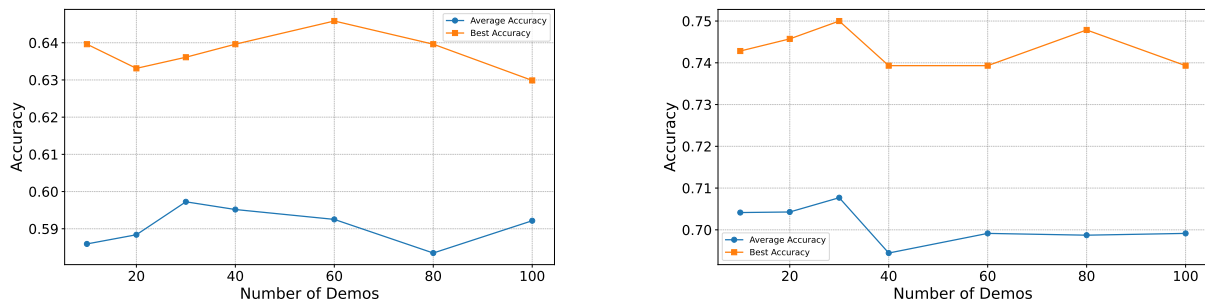 0.64
0.63
0.62
0.61
0.60
0.59
Accuracy
20 40 60 80 100
Number of Demos
Average Accuracy
Best Accuracy
0.75
0.74
0.73
0.72
0.71
0.70
Accuracy
20 40 60 80 100
Number of Demos
Average Accuracy
Best Accuracy